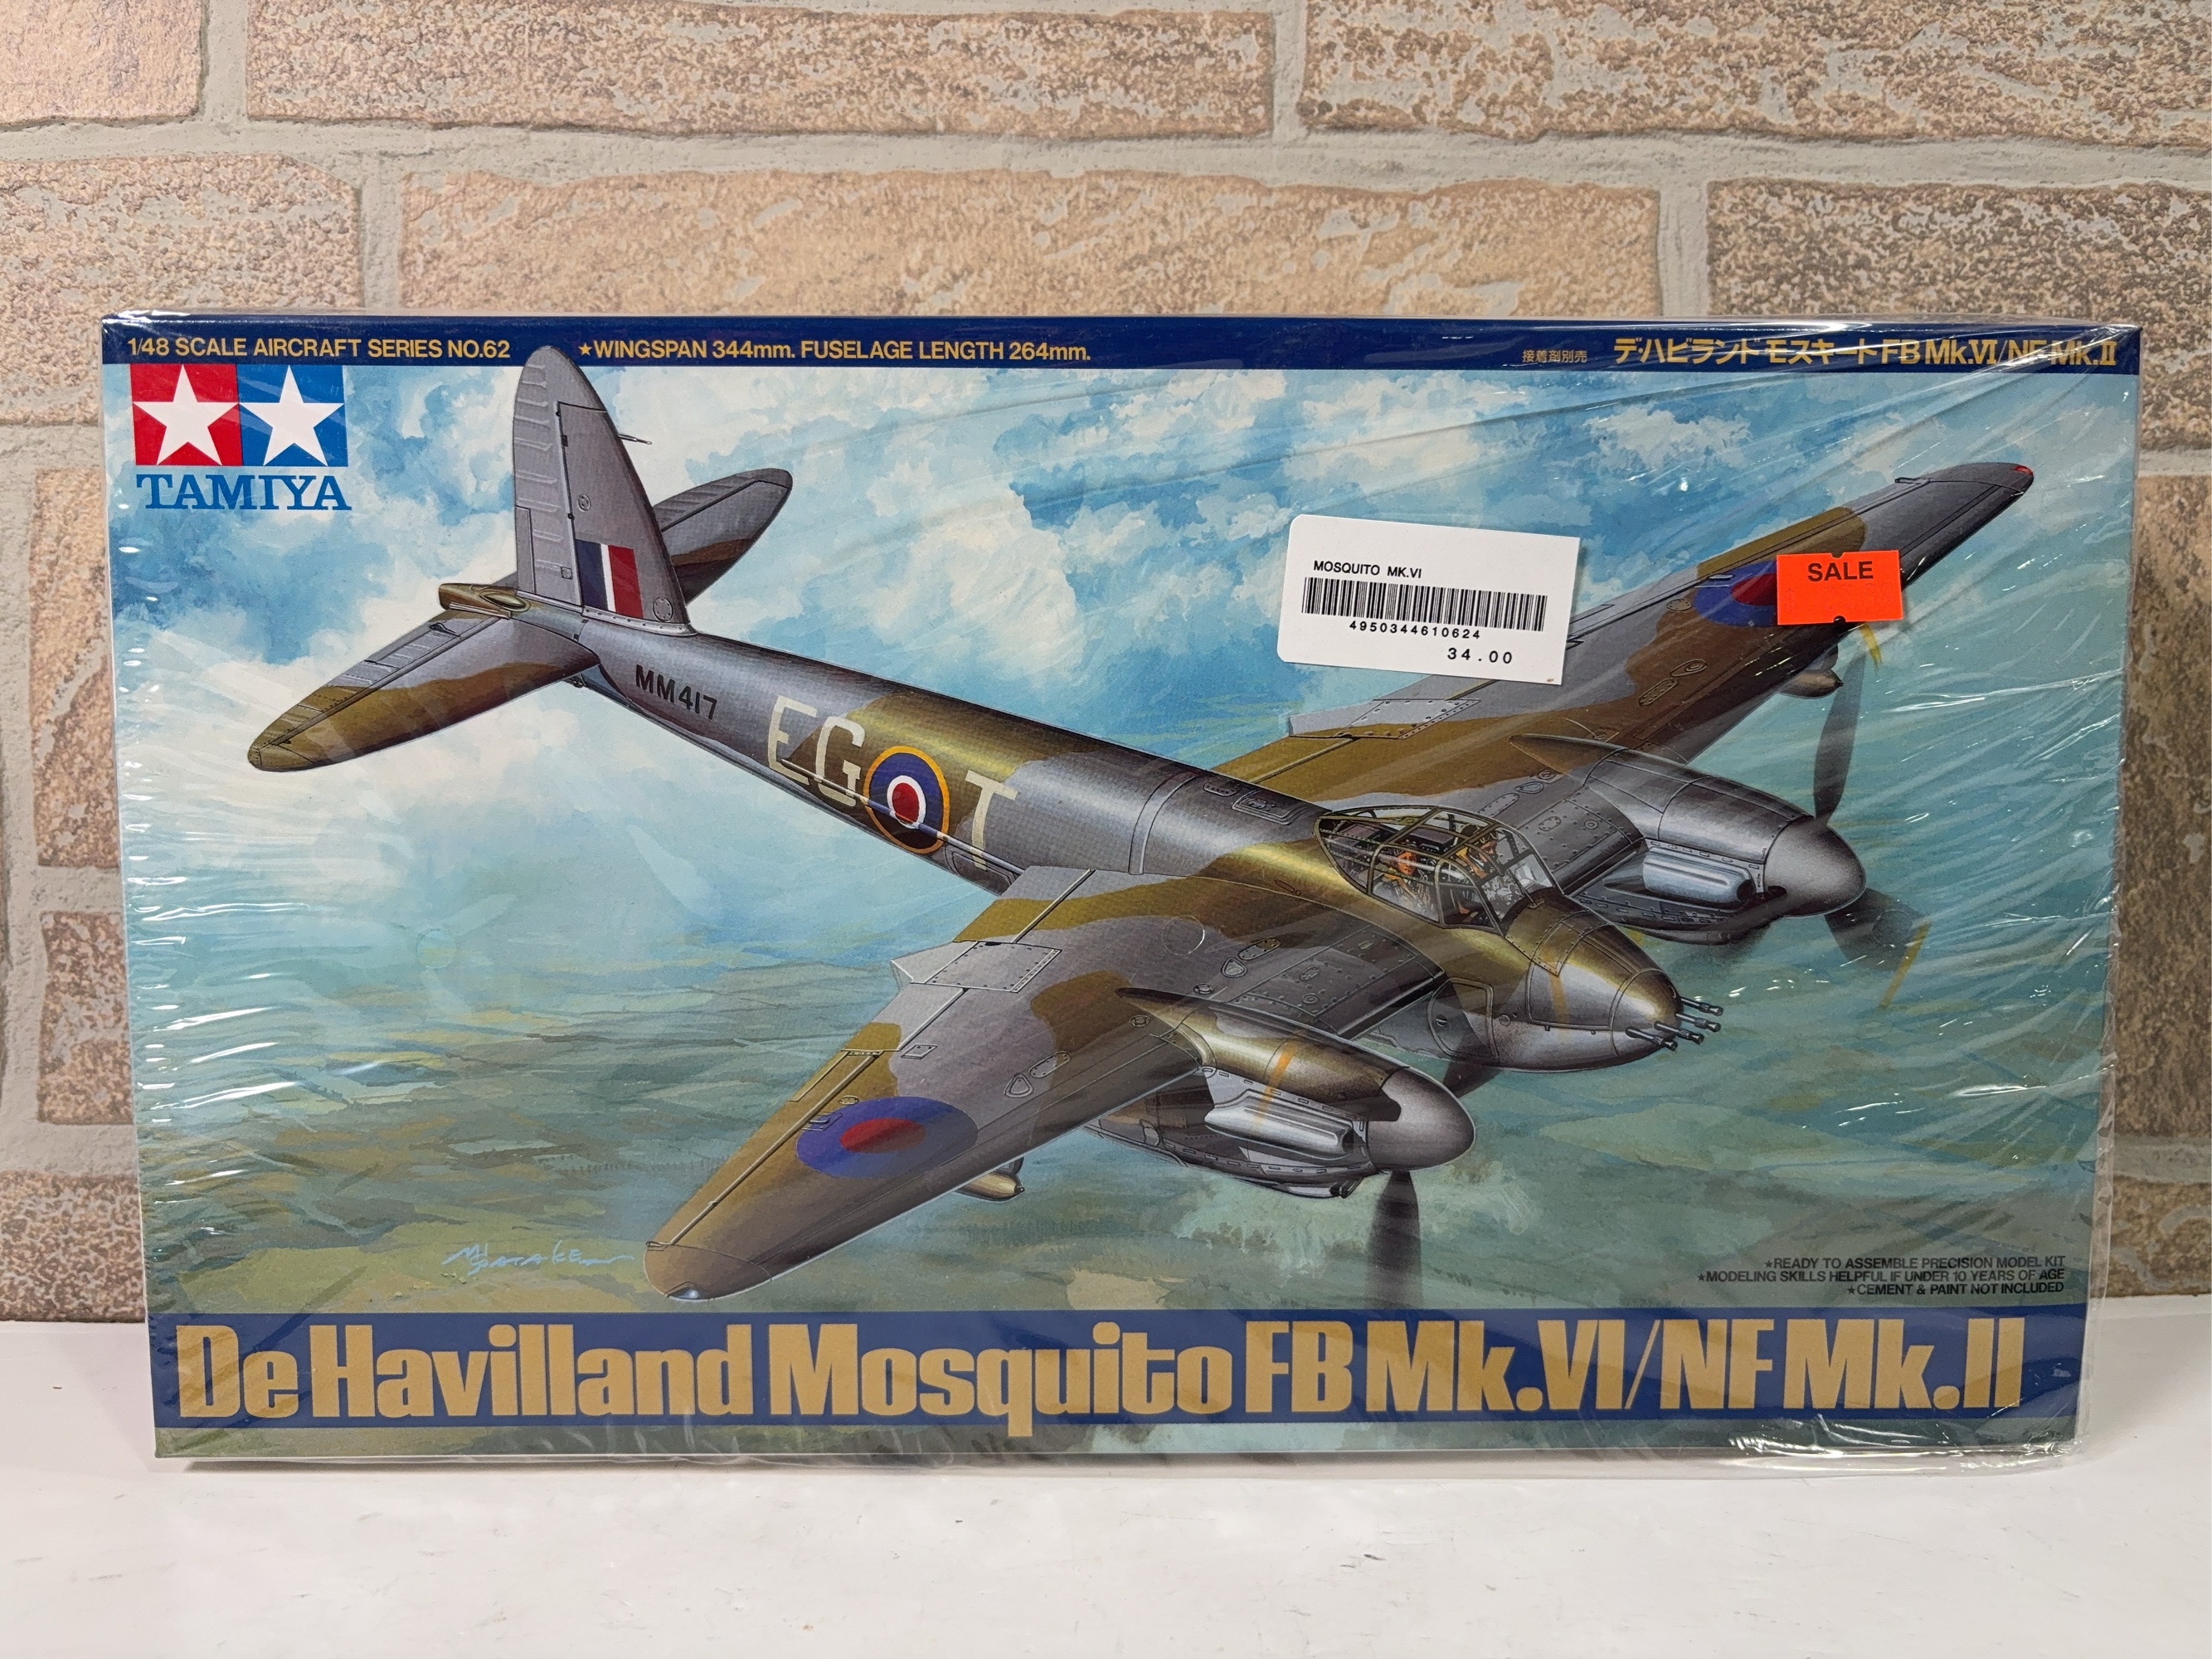 1/48 SCALE AIRCRAFT SERIES NO.62
★WINGSPAN 344mm. FUSELAGE LENGTH 264mm.
接着剤別売
デ・ハビランド モスキート FB Mk.VI/NF Mk.II
TAMIYA
MOSQUITO MK.VI
4950344610624
34.00
SALE
MM417
EG T
★READY TO ASSEMBLE PRECISION MODEL KIT
★MODELING SKILLS HELPFUL IF UNDER 10 YEARS OF AGE
★CEMENT & PAINT NOT INCLUDED
De Havilland Mosquito FB Mk.VI/NF Mk.II